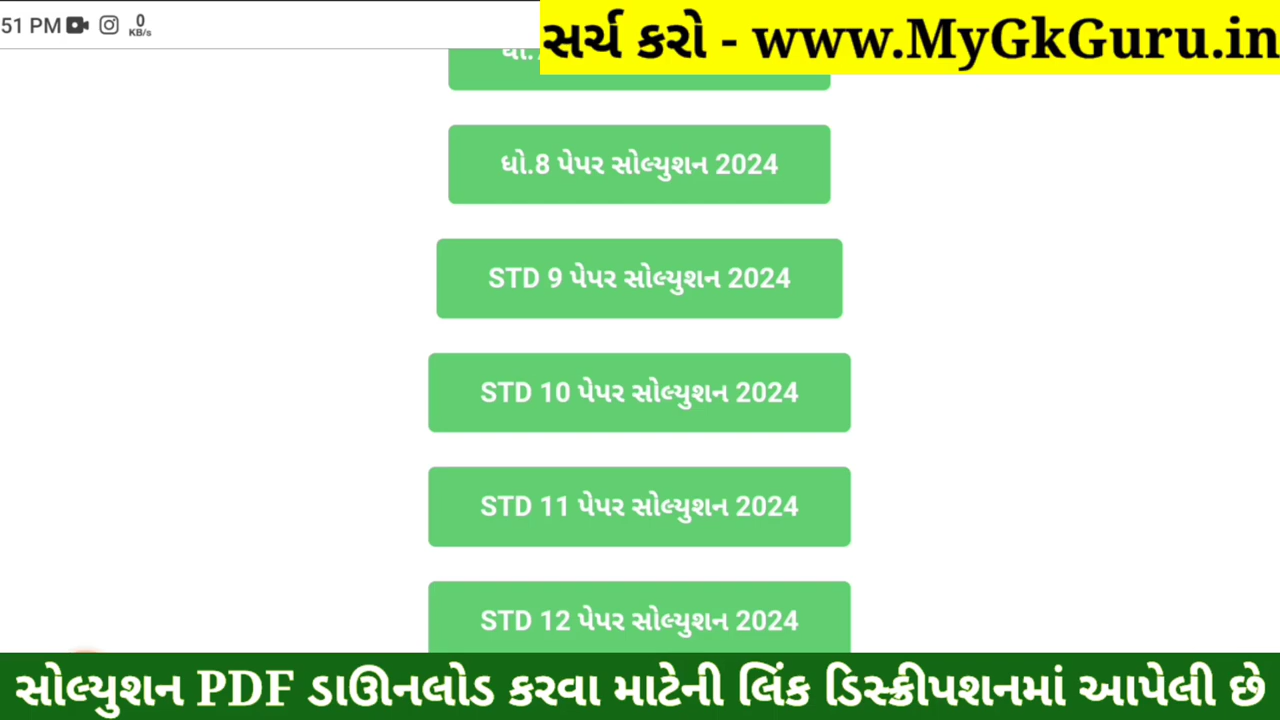 51 PM
0
KB/s
સર્ચ કરો - www.MyGkGuru.in
ધો.8 પેપર સોલ્યુશન 2024
STD 9 પેપર સોલ્યુશન 2024
STD 10 પેપર સોલ્યુશન 2024
STD 11 પેપર સોલ્યુશન 2024
STD 12 પેપર સોલ્યુશન 2024
સોલ્યુશન PDF ડાઊનલોડ કરવા માટેની લિંક ડિસ્ક્રીપશનમાં આપેલી છે